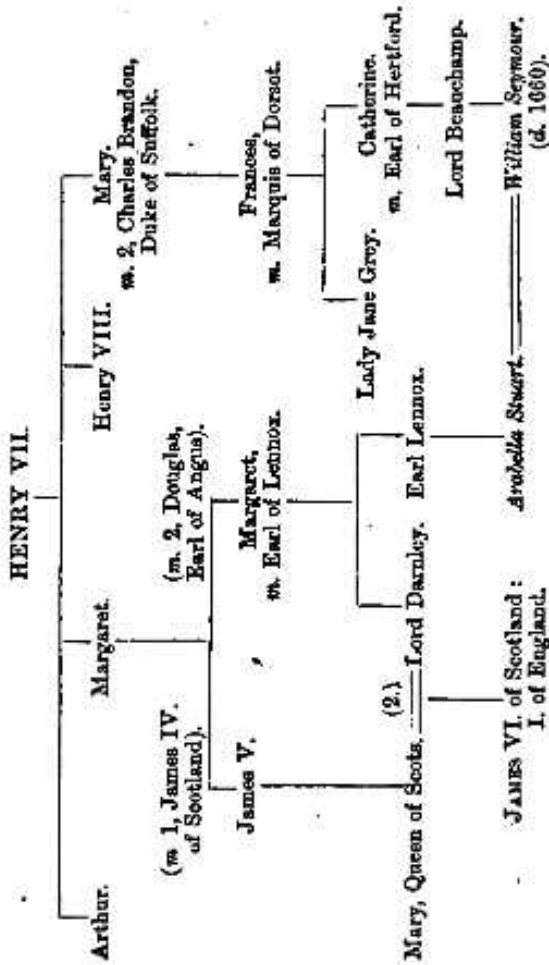 HENRY VII.
Arthur.
Margaret.
Henry VIII.
Mary.
m. 2, Charles Brandon,
Duke of Suffolk.
(m 1, James IV.
of Scotland).
(m. 2, Douglas,
Earl of Angus).
James V.
Margaret,
m. Earl of Lennox.
Frances,
m. Marquis of Dorset.
Mary, Queen of Scots.
(2.)
Lord Darnley.
Earl Lennox.
Lady Jane Grey.
Catherine.
m. Earl of Hertford.
Lord Beauchamp.
JAMES VI. of Scotland :
I. of England.
Arabella Stuart.
William Seymour.
(d. 1660).